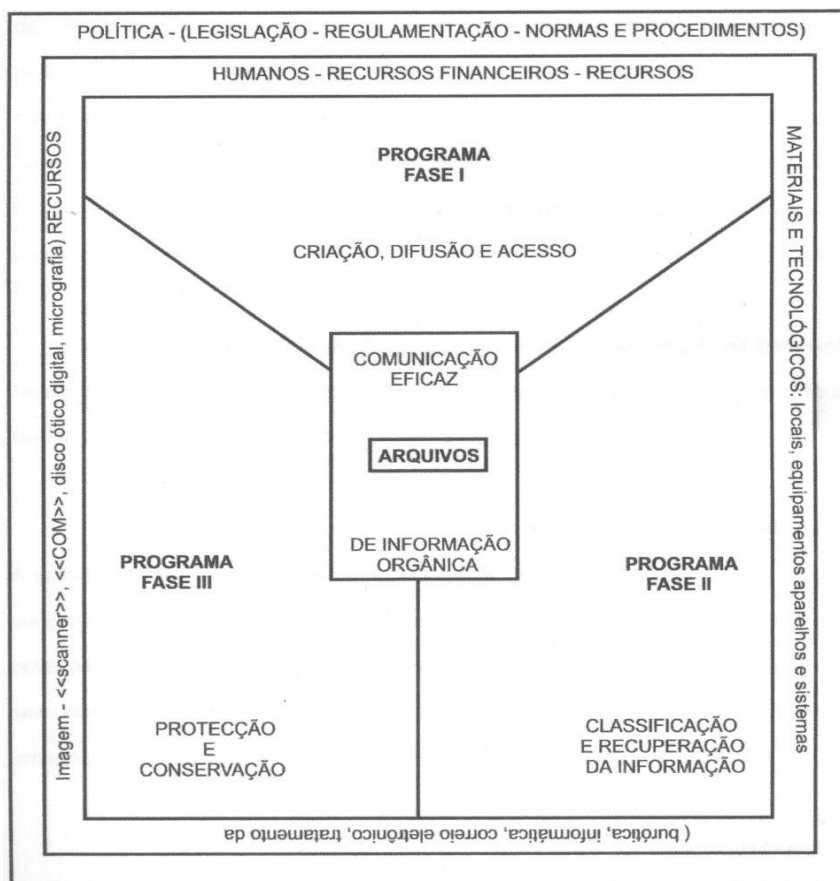 POLÍTICA - (LEGISLAÇÃO - REGULAMENTAÇÃO - NORMAS E PROCEDIMENTOS)
HUMANOS - RECURSOS FINANCEIROS - RECURSOS
MATERIAIS E TECNOLÓGICOS: locais, equipamentos aparelhos e sistemas
( burótica, informática, correio eletrônico, tratamento da
Imagem - <<scanner>>, <<COM>>, disco ótico digital, micrografia) RECURSOS
PROGRAMA
FASE I
CRIAÇÃO, DIFUSÃO E ACESSO
COMUNICAÇÃO
EFICAZ
ARQUIVOS
DE INFORMAÇÃO
ORGÂNICA
PROGRAMA
FASE III
PROTECÇÃO
E
CONSERVAÇÃO
PROGRAMA
FASE II
CLASSIFICAÇÃO
E RECUPERAÇÃO
DA INFORMAÇÃO